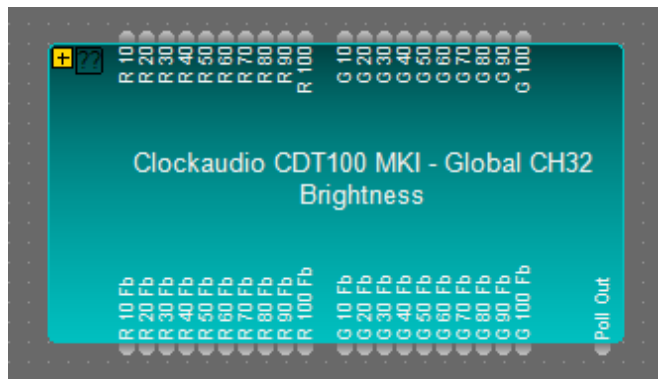 + ??
R 10
R 20
R 30
R 40
R 50
R 60
R 70
R 80
R 90
R 100
G 10
G 20
G 30
G 40
G 50
G 60
G 70
G 80
G 90
G 100
Clockaudio CDT100 MKI - Global CH32
Brightness
R 10 Fb
R 20 Fb
R 30 Fb
R 40 Fb
R 50 Fb
R 60 Fb
R 70 Fb
R 80 Fb
R 90 Fb
R 100 Fb
G 10 Fb
G 20 Fb
G 30 Fb
G 40 Fb
G 50 Fb
G 60 Fb
G 70 Fb
G 80 Fb
G 90 Fb
G 100 Fb
Poll Out